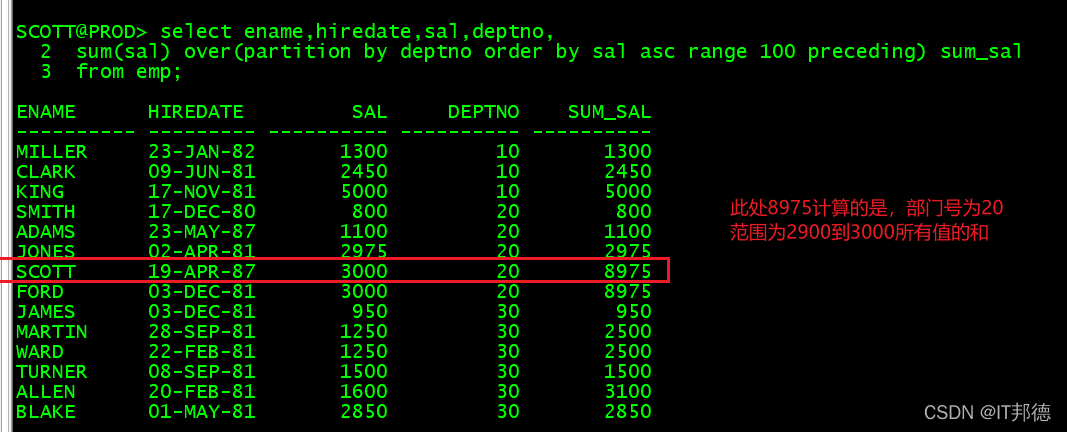 SCOTT@PROD> select ename,hiredate,sal,deptno,
  2  sum(sal) over(partition by deptno order by sal asc range 100 preceding) sum_sal
  3  from emp;
ENAME      HIREDATE         SAL     DEPTNO    SUM_SAL
---------- --------- ---------- ---------- ----------
MILLER     23-JAN-82       1300         10       1300
CLARK      09-JUN-81       2450         10       2450
KING       17-NOV-81       5000         10       5000
SMITH      17-DEC-80        800         20        800
ADAMS      23-MAY-87       1100         20       1100
JONES      02-APR-81       2975         20       2975
SCOTT      19-APR-87       3000         20       8975
FORD       03-DEC-81       3000         20       8975
JAMES      03-DEC-81        950         30        950
MARTIN     28-SEP-81       1250         30       2500
WARD       22-FEB-81       1250         30       2500
TURNER     08-SEP-81       1500         30       1500
ALLEN      20-FEB-81       1600         30       3100
BLAKE      01-MAY-81       2850         30       2850
此处8975计算的是，部门号为20
范围为2900到3000所有值的和
CSDN @IT邦德